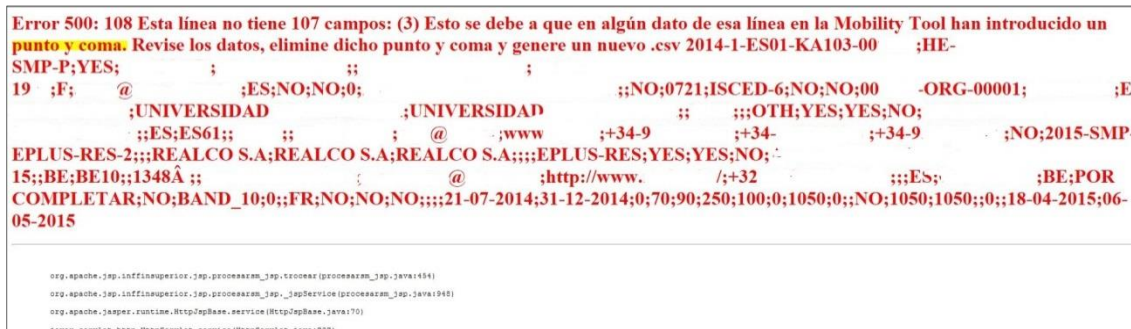 Error 500: 108 Esta línea no tiene 107 campos: (3) Esto se debe a que en algún dato de esa línea en la Mobility Tool han introducido un
punto y coma. Revise los datos, elimine dicho punto y coma y genere un nuevo .csv 2014-1-ES01-KA103-00 ;HE-
SMP-P;YES; ; ;; ;
19 ;F; @ ;ES;NO;NO;0; ;;NO;0721;ISCED-6;NO;NO;00 -ORG-00001; ;E
;UNIVERSIDAD ;UNIVERSIDAD ;; ;;;OTH;YES;YES;NO;
;;ES;ES61;; ;; ; @ ;www ;+34-9 ;+34- ;+34-9 ;NO;2015-SMP-
EPLUS-RES-2;;;REALCO S.A;REALCO S.A;REALCO S.A;;;;EPLUS-RES;YES;YES;NO;
15;;BE;BE10;;1348Â ;; ; @ ;http://www. /;+32 ;;;ES; ;BE;POR
COMPLETAR;NO;BAND_10;0;;FR;NO;NO;NO;;;;21-07-2014;31-12-2014;0;70;90;250;100;0;1050;0;;NO;1050;1050;;0;;18-04-2015;06-
05-2015
org.apache.jsp.inffinsuperior.jsp.procesarsm_jsp.trocear(procesarsm_jsp.java:454)
org.apache.jsp.inffinsuperior.jsp.procesarsm_jsp._jspService(procesarsm_jsp.java:948)
org.apache.jasper.runtime.HttpJspBase.service(HttpJspBase.java:70)